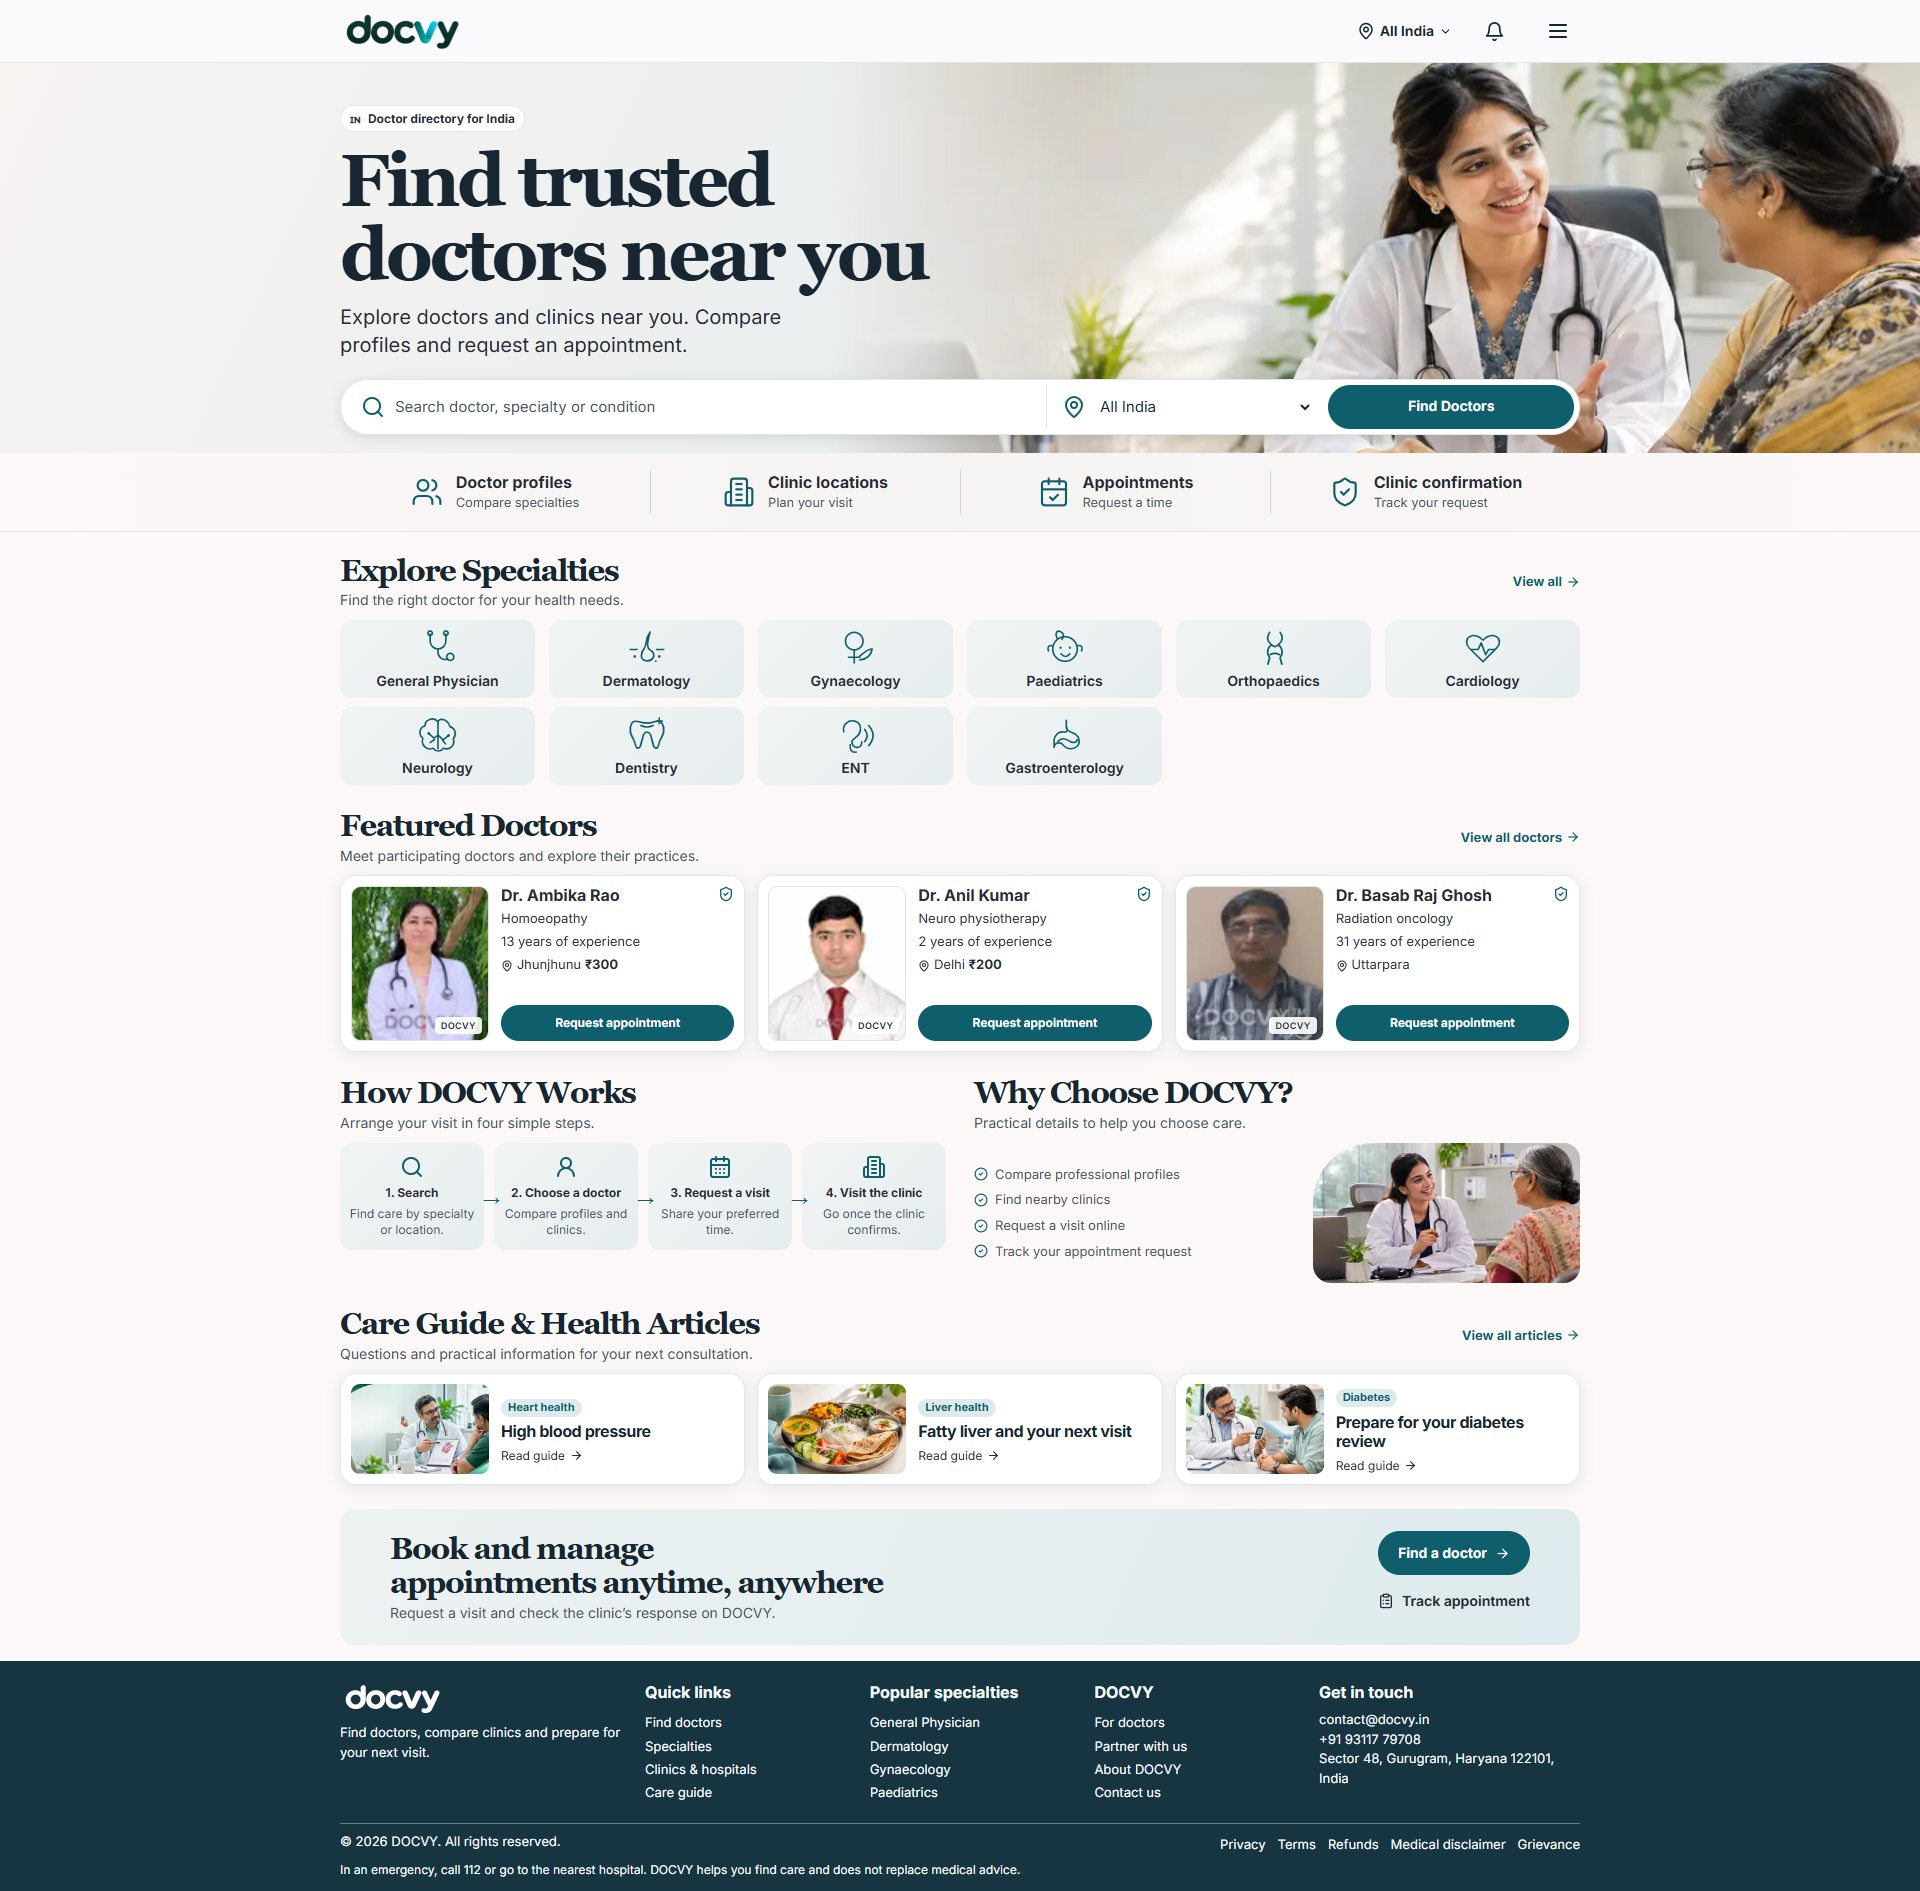 docvy
All India
IN Doctor directory for India
Find trusted
doctors near you
Explore doctors and clinics near you. Compare
profiles and request an appointment.
Search doctor, specialty or condition
All India
Find Doctors
Doctor profiles
Compare specialties
Clinic locations
Plan your visit
Appointments
Request a time
Clinic confirmation
Track your request
Explore Specialties
Find the right doctor for your health needs.
View all
General Physician
Dermatology
Gynaecology
Paediatrics
Orthopaedics
Cardiology
Neurology
Dentistry
ENT
Gastroenterology
Featured Doctors
Meet participating doctors and explore their practices.
View all doctors
Dr. Ambika Rao
Homoeopathy
13 years of experience
Jhunjhunu ₹300
Request appointment
DOCVY
Dr. Anil Kumar
Neuro physiotherapy
2 years of experience
Delhi ₹200
Request appointment
DOCVY
Dr. Basab Raj Ghosh
Radiation oncology
31 years of experience
Uttarpara
Request appointment
DOCVY
How DOCVY Works
Arrange your visit in four simple steps.
1. Search
Find care by specialty
or location.
2. Choose a doctor
Compare profiles and
clinics.
3. Request a visit
Share your preferred
time.
4. Visit the clinic
Go once the clinic
confirms.
Why Choose DOCVY?
Practical details to help you choose care.
Compare professional profiles
Find nearby clinics
Request a visit online
Track your appointment request
Care Guide & Health Articles
Questions and practical information for your next consultation.
View all articles
Heart health
High blood pressure
Read guide
Liver health
Fatty liver and your next visit
Read guide
Diabetes
Prepare for your diabetes
review
Read guide
Book and manage
appointments anytime, anywhere
Request a visit and check the clinic's response on DOCVY.
Find a doctor
Track appointment
docvy
Find doctors, compare clinics and prepare for
your next visit.
Quick links
Find doctors
Specialties
Clinics & hospitals
Care guide
Popular specialties
General Physician
Dermatology
Gynaecology
Paediatrics
DOCVY
For doctors
Partner with us
About DOCVY
Contact us
Get in touch
contact@docvy.in
+91 93117 79708
Sector 48, Gurugram, Haryana 122101,
India
© 2026 DOCVY. All rights reserved.
Privacy Terms Refunds Medical disclaimer Grievance
In an emergency, call 112 or go to the nearest hospital. DOCVY helps you find care and does not replace medical advice.